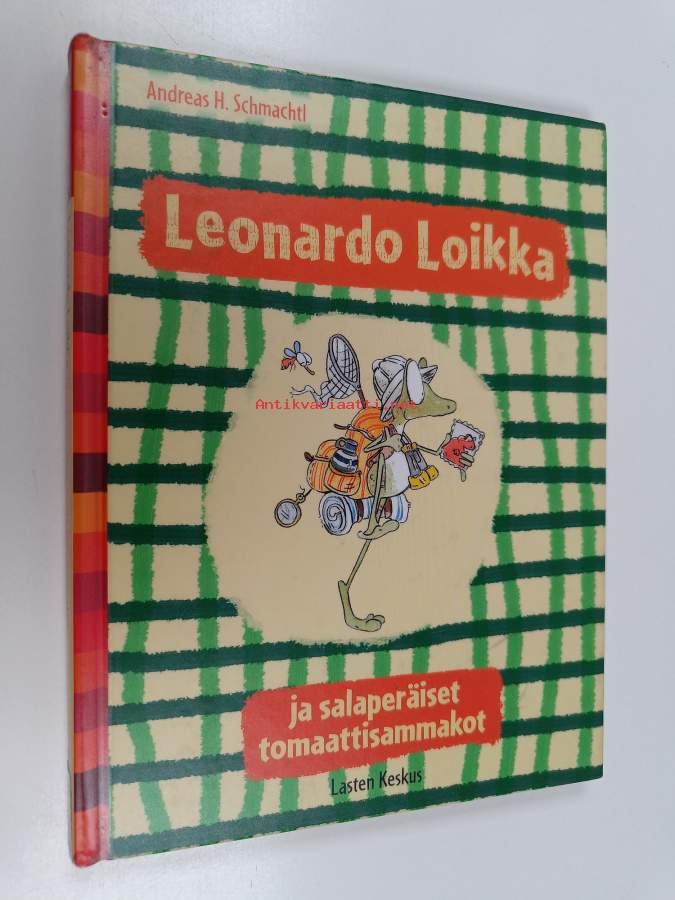 Andreas H. Schmachtl
Leonardo Loikka
Antikvariaatti.net
ja salaperäiset
tomaattisammakot
Lasten Keskus